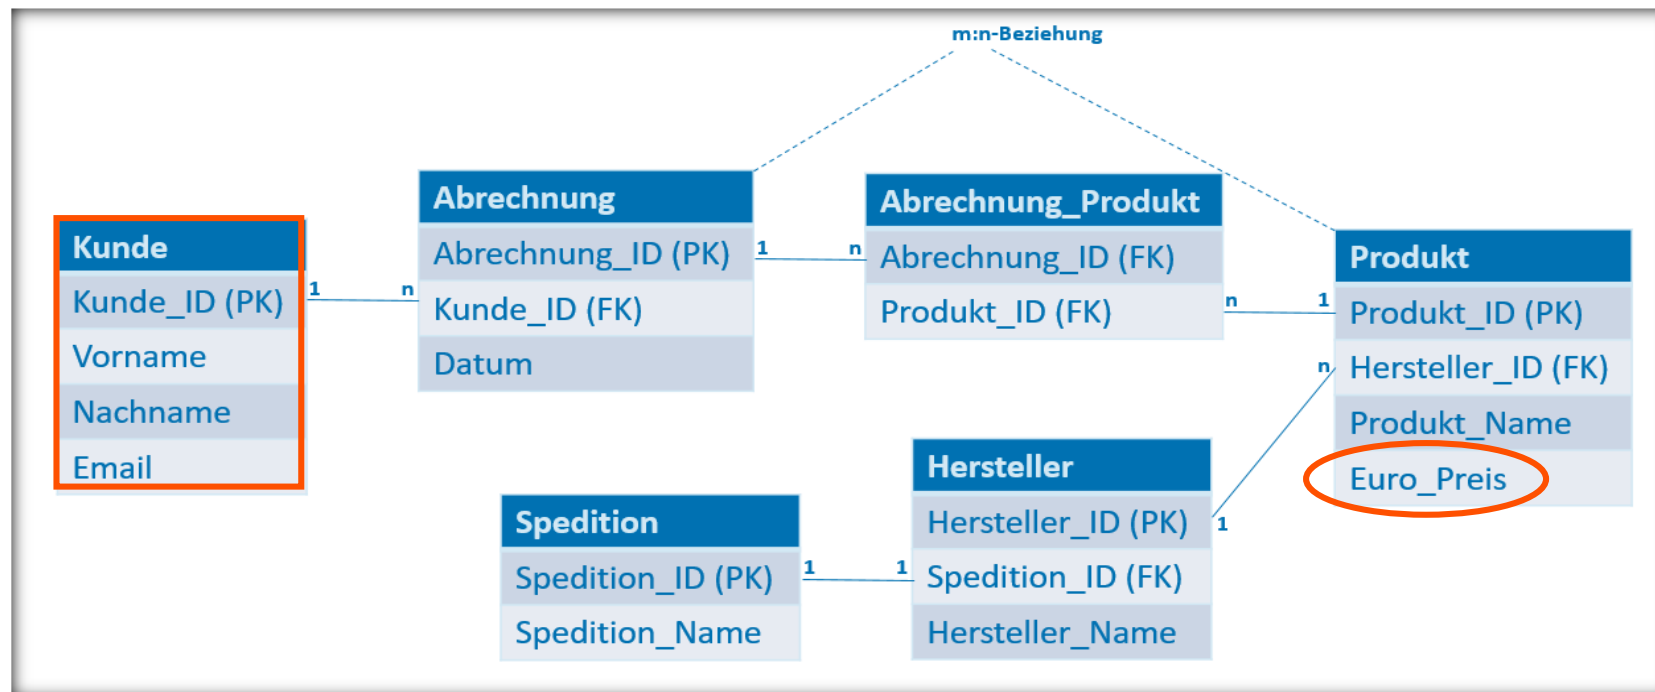 m:n-Beziehung
Kunde
Kunde_ID (PK)
Vorname
Nachname
Email
1
n
Abrechnung
Abrechnung_ID (PK)
Kunde_ID (FK)
Datum
1
n
Abrechnung_Produkt
Abrechnung_ID (FK)
Produkt_ID (FK)
n
1
Produkt
Produkt_ID (PK)
Hersteller_ID (FK)
Produkt_Name
Euro_Preis
n
1
Hersteller
Hersteller_ID (PK)
Spedition_ID (FK)
Hersteller_Name
1
1
Spedition
Spedition_ID (PK)
Spedition_Name